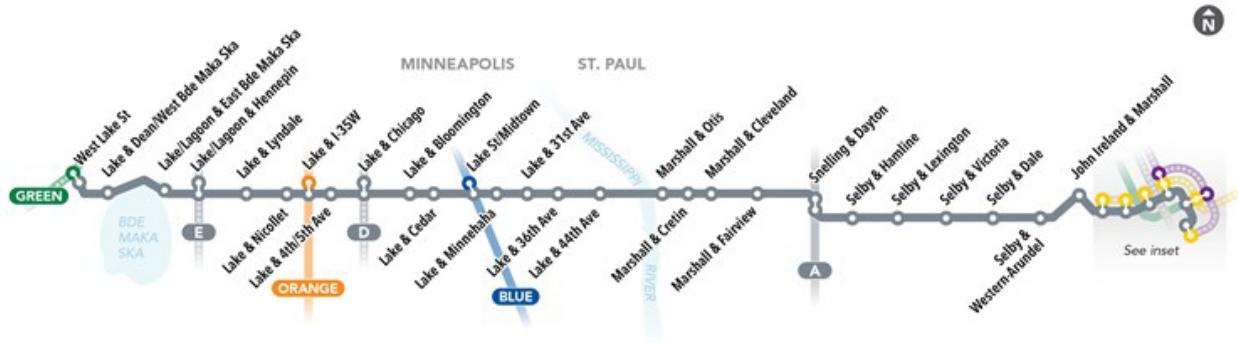 N
MINNEAPOLIS
ST. PAUL
West Lake St
Lake & Dean/West Bde Maka Ska
Lake/Lagoon & East Bde Maka Ska
Lake/Lagoon & Hennepin
Lake & Lyndale
Lake & Nicollet
Lake & 4th/5th Ave
Lake & I-35W
Lake & Chicago
Lake & Cedar
Lake & Bloomington
Lake & Minnehaha
Lake St/Midtown
Lake & 36th Ave
Lake & 31st Ave
Lake & 44th Ave
MISSISSIPPI
RIVER
Marshall & Cretin
Marshall & Otis
Marshall & Fairview
Marshall & Cleveland
Snelling & Dayton
Selby & Hamline
Selby & Lexington
Selby & Victoria
Selby & Dale
Selby &
Western-Arundel
John Ireland & Marshall
See inset
GREEN
BDE
MAKA
SKA
E
ORANGE
D
BLUE
A